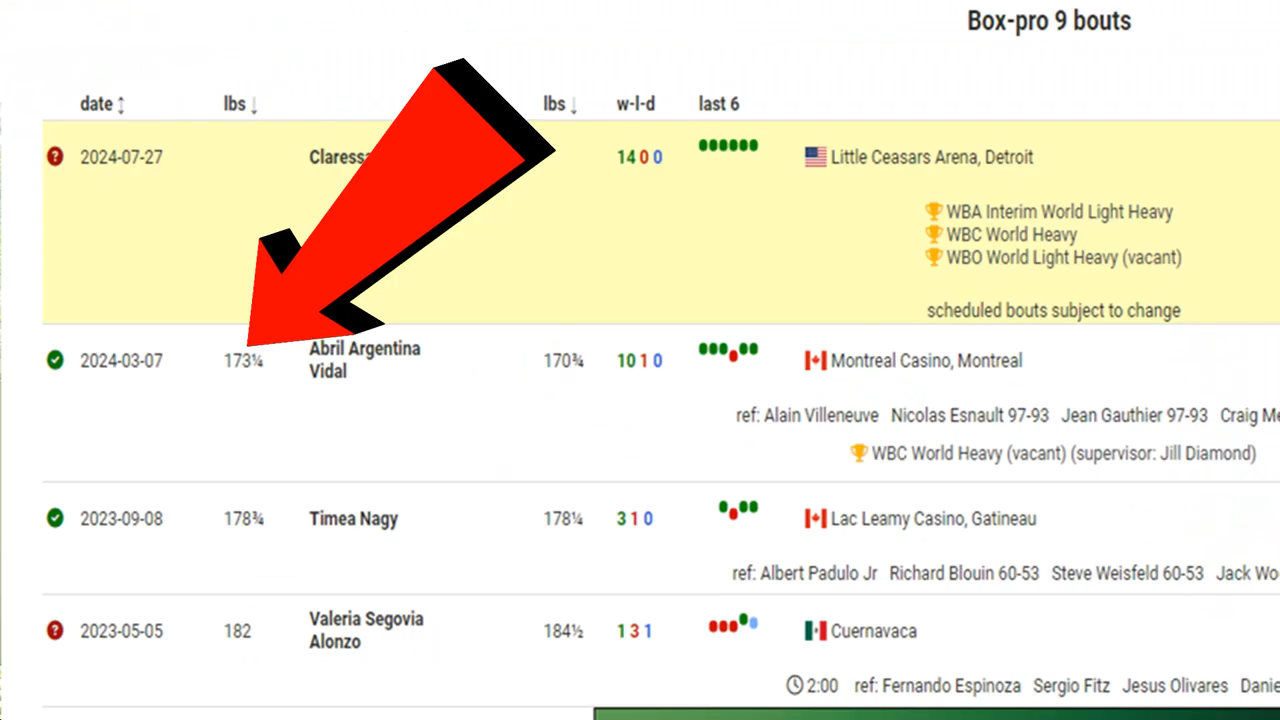 Box-pro 9 bouts
date lbs lbs w-l-d last 6
2024-07-27 14 0 0 Little Ceasars Arena, Detroit
WBA Interim World Light Heavy
WBC World Heavy
WBO World Light Heavy (vacant)
scheduled bouts subject to change
2024-03-07 173¼ Abril Argentina Vidal 170¾ 10 1 0 Montreal Casino, Montreal
ref: Alain Villeneuve Nicolas Esnault 97-93 Jean Gauthier 97-93 Craig
WBC World Heavy (vacant) (supervisor: Jill Diamond)
2023-09-08 178¾ Timea Nagy 178¼ 3 1 0 Lac Leamy Casino, Gatineau
ref: Albert Padulo Jr Richard Blouin 60-53 Steve Weisfeld 60-53 Jack
2023-05-05 182 Valeria Segovia Alonzo 184½ 1 3 1 Cuernavaca
2:00 ref: Fernando Espinoza Sergio Fitz Jesus Olivares